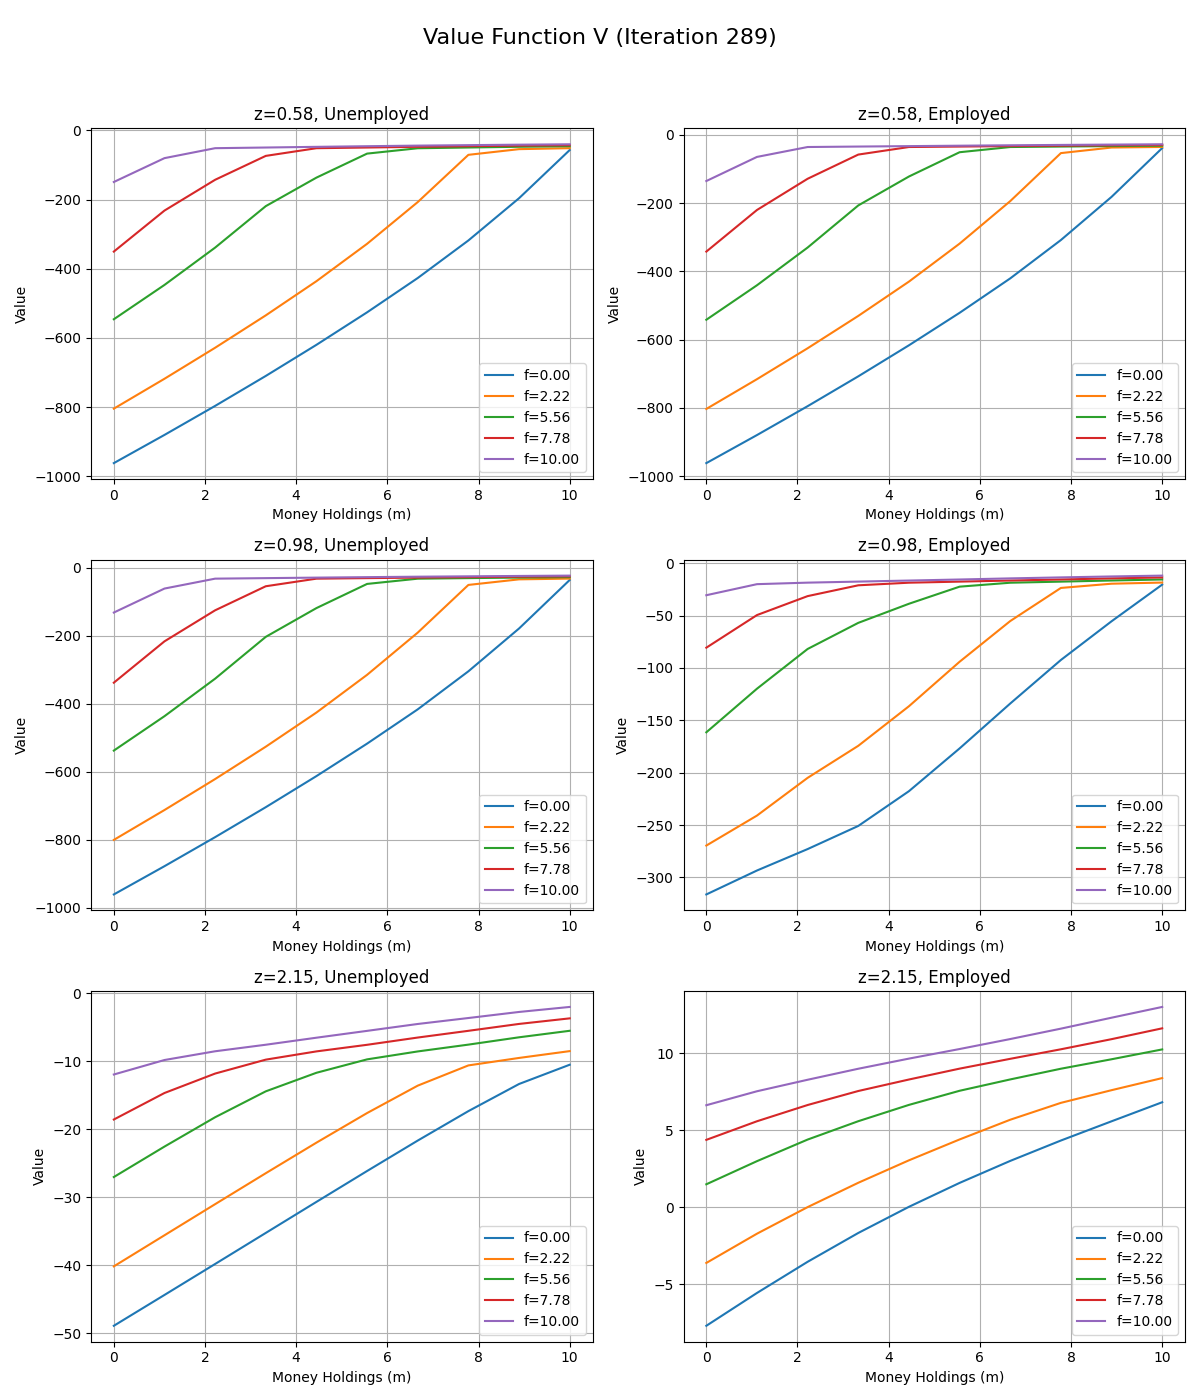 Value Function V (Iteration 289)
z=0.58, Unemployed
0
−200
−400
−600
−800
−1000
Value
0 2 4 6 8 10
Money Holdings (m)
f=0.00
f=2.22
f=5.56
f=7.78
f=10.00
z=0.58, Employed
0
−200
−400
−600
−800
−1000
Value
0 2 4 6 8 10
Money Holdings (m)
f=0.00
f=2.22
f=5.56
f=7.78
f=10.00
z=0.98, Unemployed
0
−200
−400
−600
−800
−1000
Value
0 2 4 6 8 10
Money Holdings (m)
f=0.00
f=2.22
f=5.56
f=7.78
f=10.00
z=0.98, Employed
0
−50
−100
−150
−200
−250
−300
Value
0 2 4 6 8 10
Money Holdings (m)
f=0.00
f=2.22
f=5.56
f=7.78
f=10.00
z=2.15, Unemployed
0
−10
−20
−30
−40
−50
Value
0 2 4 6 8 10
Money Holdings (m)
f=0.00
f=2.22
f=5.56
f=7.78
f=10.00
z=2.15, Employed
10
5
0
−5
Value
0 2 4 6 8 10
Money Holdings (m)
f=0.00
f=2.22
f=5.56
f=7.78
f=10.00